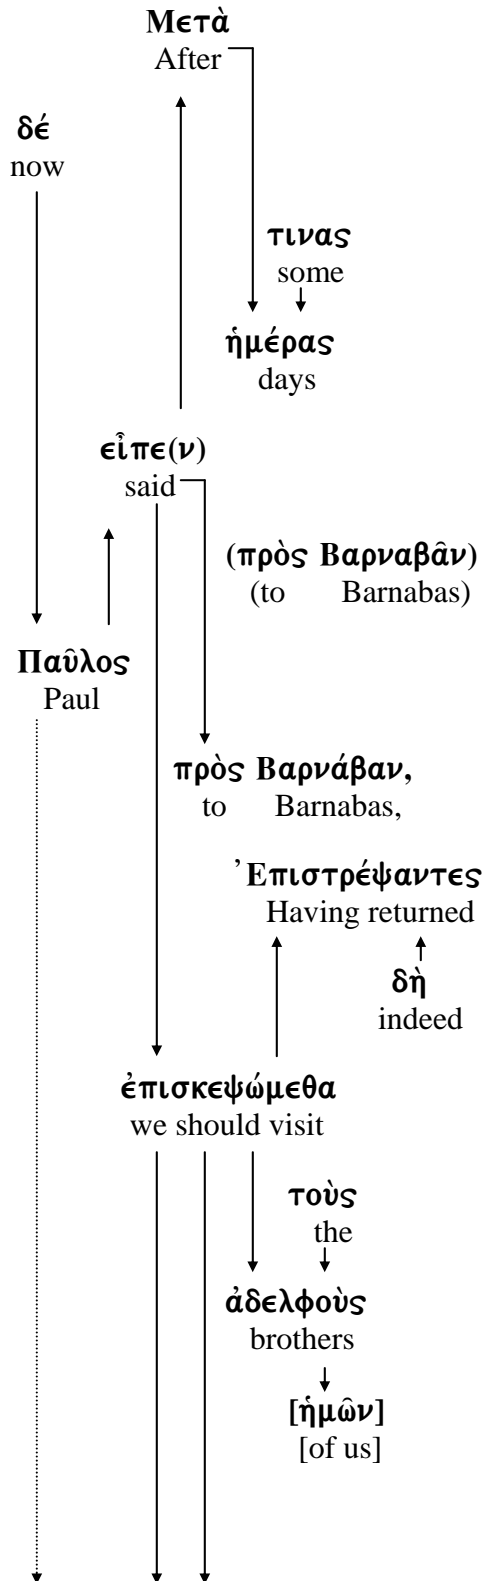 Μετὰ
After
δέ
now
τινας
some
ἡμέρας
days
εἶπε(ν)
said
(πρὸς Βαρναβᾶν)
(to Barnabas)
Παῦλος
Paul
πρὸς Βαρνάβαν,
to Barnabas,
Ἐπιστρέψαντες
Having returned
δὴ
indeed
ἐπισκεψώμεθα
we should visit
τοὺς
the
ἀδελφοὺς
brothers
[ἡμῶν]
[of us]